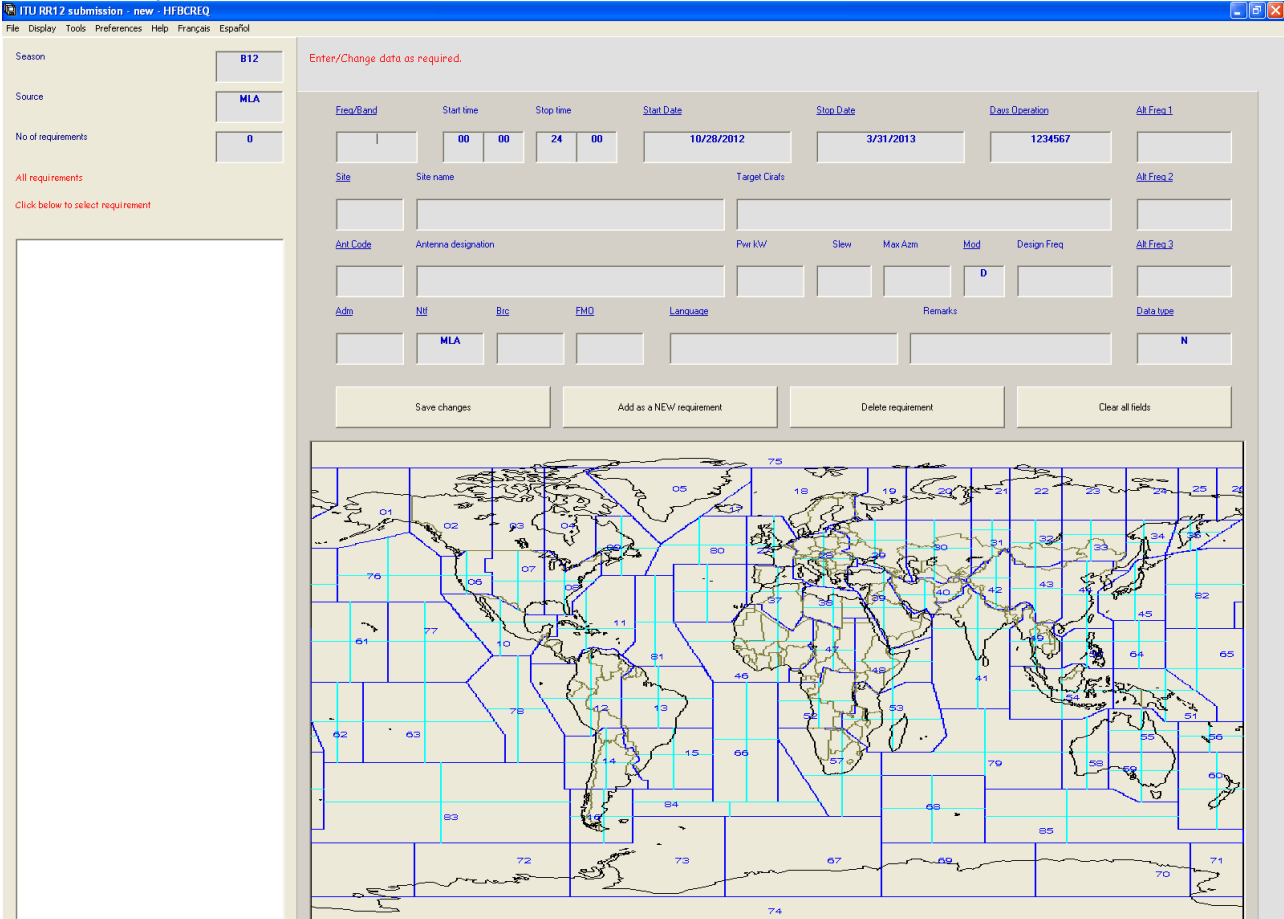 ITU RR12 submission - new - HFBCREQ
File Display Tools Preferences Help Français Español
Season B12
Source MLA
No of requirements 0
All requirements
Click below to select requirement
Enter/Change data as required.
Freq/Band Start time Stop time Start Date Stop Date Days Operation Alt Freq 1
00 00 24 00 10/28/2012 3/31/2013 1234567
Site Site name Target Cirafs Alt Freq 2
Ant Code Antenna designation Pwr kW Slew Max Azm Mod Design Freq Alt Freq 3
D
Adm Ntf Brc FMO Language Remarks Data type
MLA N
Save changes Add as a NEW requirement Delete requirement Clear all fields
75
05 18 19 20 21 22 23 24 25
01 02 03 04 17
80 30 31 32 33 34
76 06 07 40 42 43 82
37 38 39 45
61 77 10 11 47 64 65
81 46 48 41 54
78 12 13 52 53 51
62 63 15 66 55 56
14 57 79 58 59 60
83 16 84 68 85
72 73 67 69 70 71
74